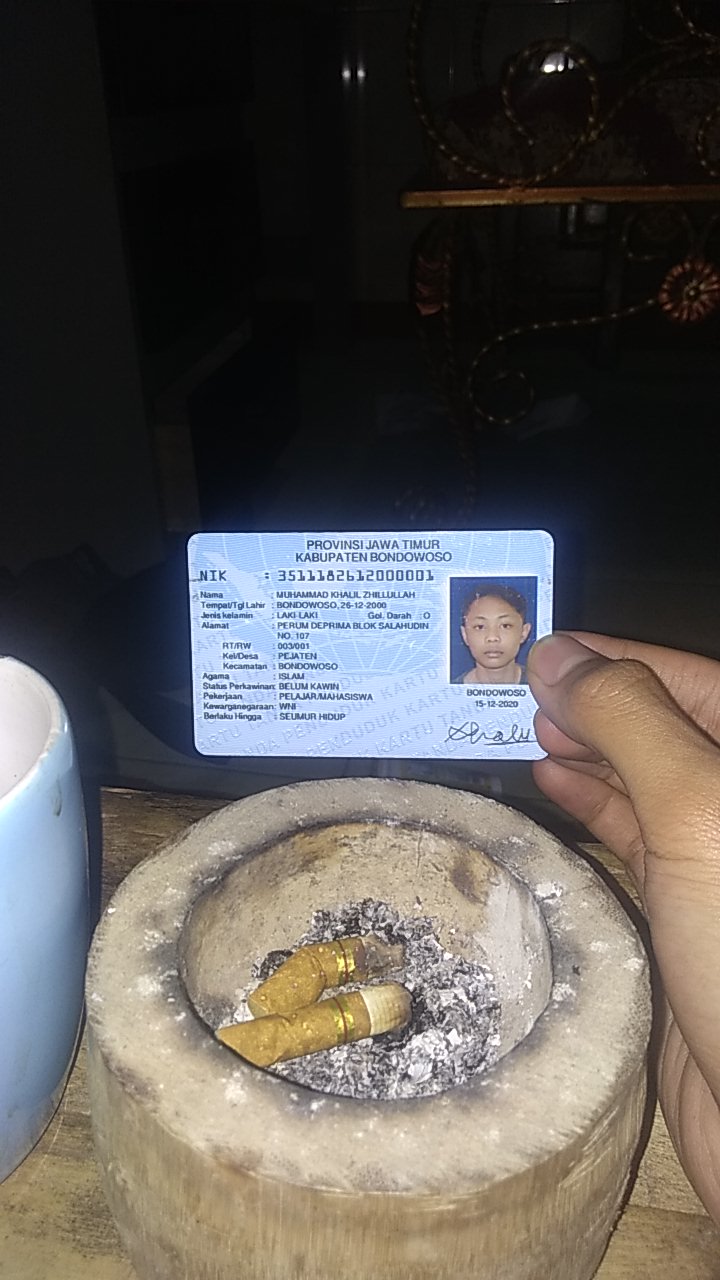 PROVINSI JAWA TIMUR
KABUPATEN BONDOWOSO
NIK : 3511182612000001
Nama : MUHAMMAD KHALIL ZHILLULLAH
Tempat/Tgl Lahir : BONDOWOSO, 26-12-2000
Jenis kelamin : LAKI-LAKI Gol. Darah : O
Alamat : PERUM DEPRIMA BLOK SALAHUDIN
NO. 107
RT/RW : 003/001
Kel/Desa : PEJATEN
Kecamatan : BONDOWOSO
Agama : ISLAM
Status Perkawinan: BELUM KAWIN
Pekerjaan : PELAJAR/MAHASISWA
Kewarganegaraan: WNI
Berlaku Hingga : SEUMUR HIDUP
BONDOWOSO
15-12-2020